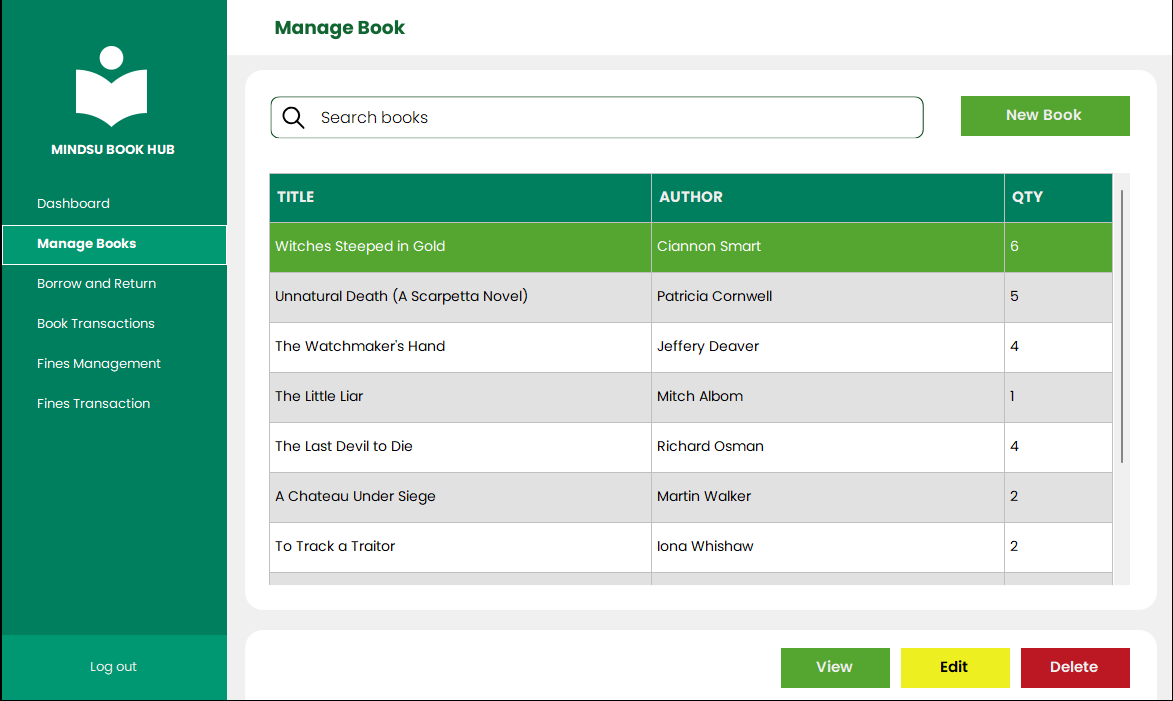 Manage Book
MINDSU BOOK HUB
Dashboard
Manage Books
Borrow and Return
Book Transactions
Fines Management
Fines Transaction
Log out
Search books
New Book
TITLE AUTHOR QTY
Witches Steeped in Gold Ciannon Smart 6
Unnatural Death (A Scarpetta Novel) Patricia Cornwell 5
The Watchmaker's Hand Jeffery Deaver 4
The Little Liar Mitch Albom 1
The Last Devil to Die Richard Osman 4
A Chateau Under Siege Martin Walker 2
To Track a Traitor Iona Whishaw 2
View Edit Delete